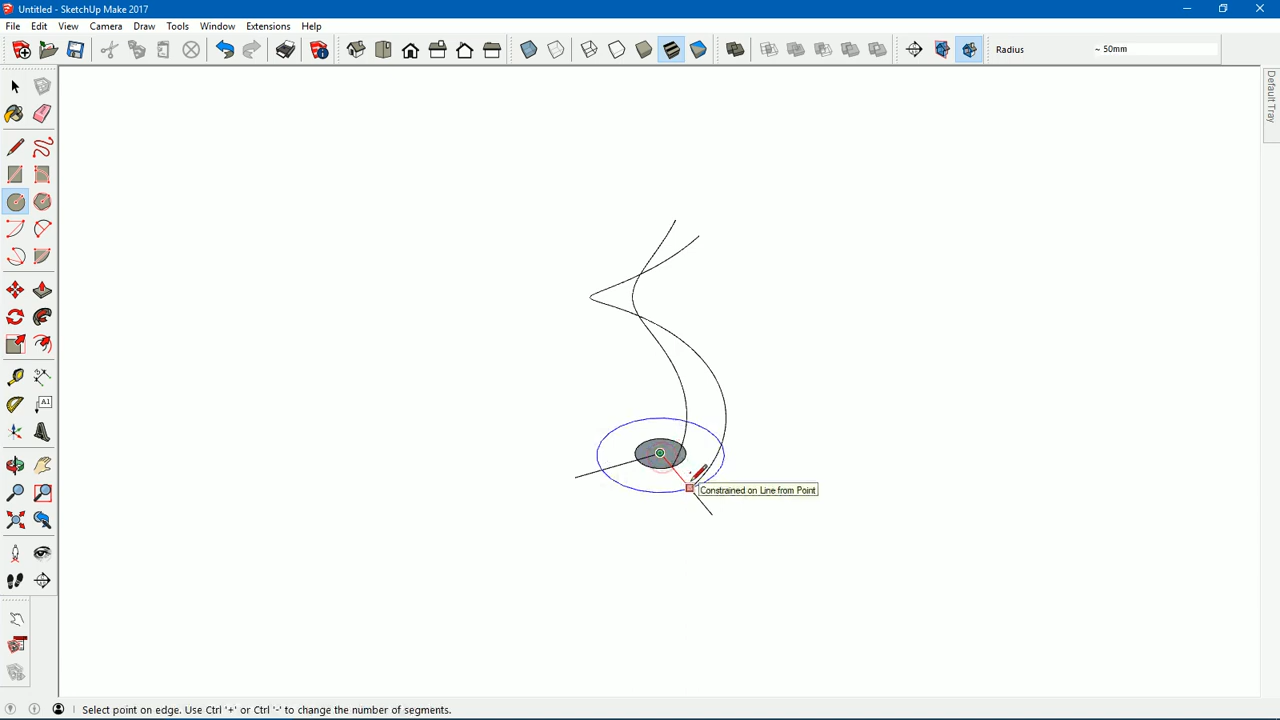 Untitled - SketchUp Make 2017
File Edit View Camera Draw Tools Window Extensions Help
Radius ~ 50mm
Default Tray
A1
Constrained on Line from Point
Select point on edge. Use Ctrl '+' or Ctrl '-' to change the number of segments.